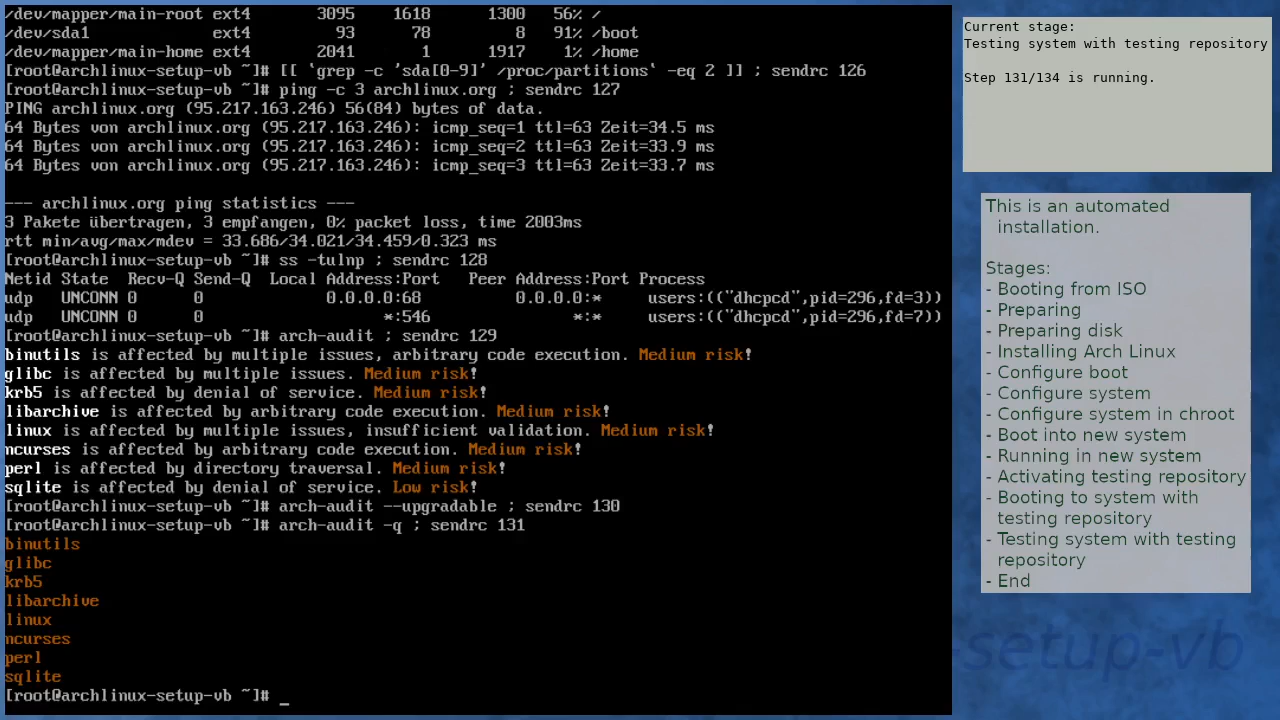 /dev/mapper/main-root ext4       3095     1618      1300   56% /
/dev/sda1             ext4         93       78         8   91% /boot
/dev/mapper/main-home ext4       2041        1      1917    1% /home
[root@archlinux-setup-vb ~]# [[ `grep -c 'sda[0-9]' /proc/partitions` -eq 2 ]] ; sendrc 126
[root@archlinux-setup-vb ~]# ping -c 3 archlinux.org ; sendrc 127
PING archlinux.org (95.217.163.246) 56(84) bytes of data.
64 Bytes von archlinux.org (95.217.163.246): icmp_seq=1 ttl=63 Zeit=34.5 ms
64 Bytes von archlinux.org (95.217.163.246): icmp_seq=2 ttl=63 Zeit=33.9 ms
64 Bytes von archlinux.org (95.217.163.246): icmp_seq=3 ttl=63 Zeit=33.7 ms
--- archlinux.org ping statistics ---
3 Pakete übertragen, 3 empfangen, 0% packet loss, time 2003ms
rtt min/avg/max/mdev = 33.686/34.021/34.459/0.323 ms
[root@archlinux-setup-vb ~]# ss -tulnp ; sendrc 128
Netid State  Recv-Q Send-Q  Local Address:Port   Peer Address:Port Process
udp   UNCONN 0      0             0.0.0.0:68          0.0.0.0:*     users:(("dhcpcd",pid=296,fd=3))
udp   UNCONN 0      0                   *:546               *:*     users:(("dhcpcd",pid=296,fd=7))
[root@archlinux-setup-vb ~]# arch-audit ; sendrc 129
binutils is affected by multiple issues, arbitrary code execution. Medium risk!
glibc is affected by multiple issues. Medium risk!
krb5 is affected by denial of service. Medium risk!
libarchive is affected by arbitrary code execution. Medium risk!
linux is affected by multiple issues, insufficient validation. Medium risk!
ncurses is affected by arbitrary code execution. Medium risk!
perl is affected by directory traversal. Medium risk!
sqlite is affected by denial of service. Low risk!
[root@archlinux-setup-vb ~]# arch-audit --upgradable ; sendrc 130
[root@archlinux-setup-vb ~]# arch-audit -q ; sendrc 131
binutils
glibc
krb5
libarchive
linux
ncurses
perl
sqlite
[root@archlinux-setup-vb ~]# _
Current stage:
Testing system with testing repository
Step 131/134 is running.
This is an automated
installation.
Stages:
- Booting from ISO
- Preparing
- Preparing disk
- Installing Arch Linux
- Configure boot
- Configure system
- Configure system in chroot
- Boot into new system
- Running in new system
- Activating testing repository
- Booting to system with
testing repository
- Testing system with testing
repository
- End
-setup-vb